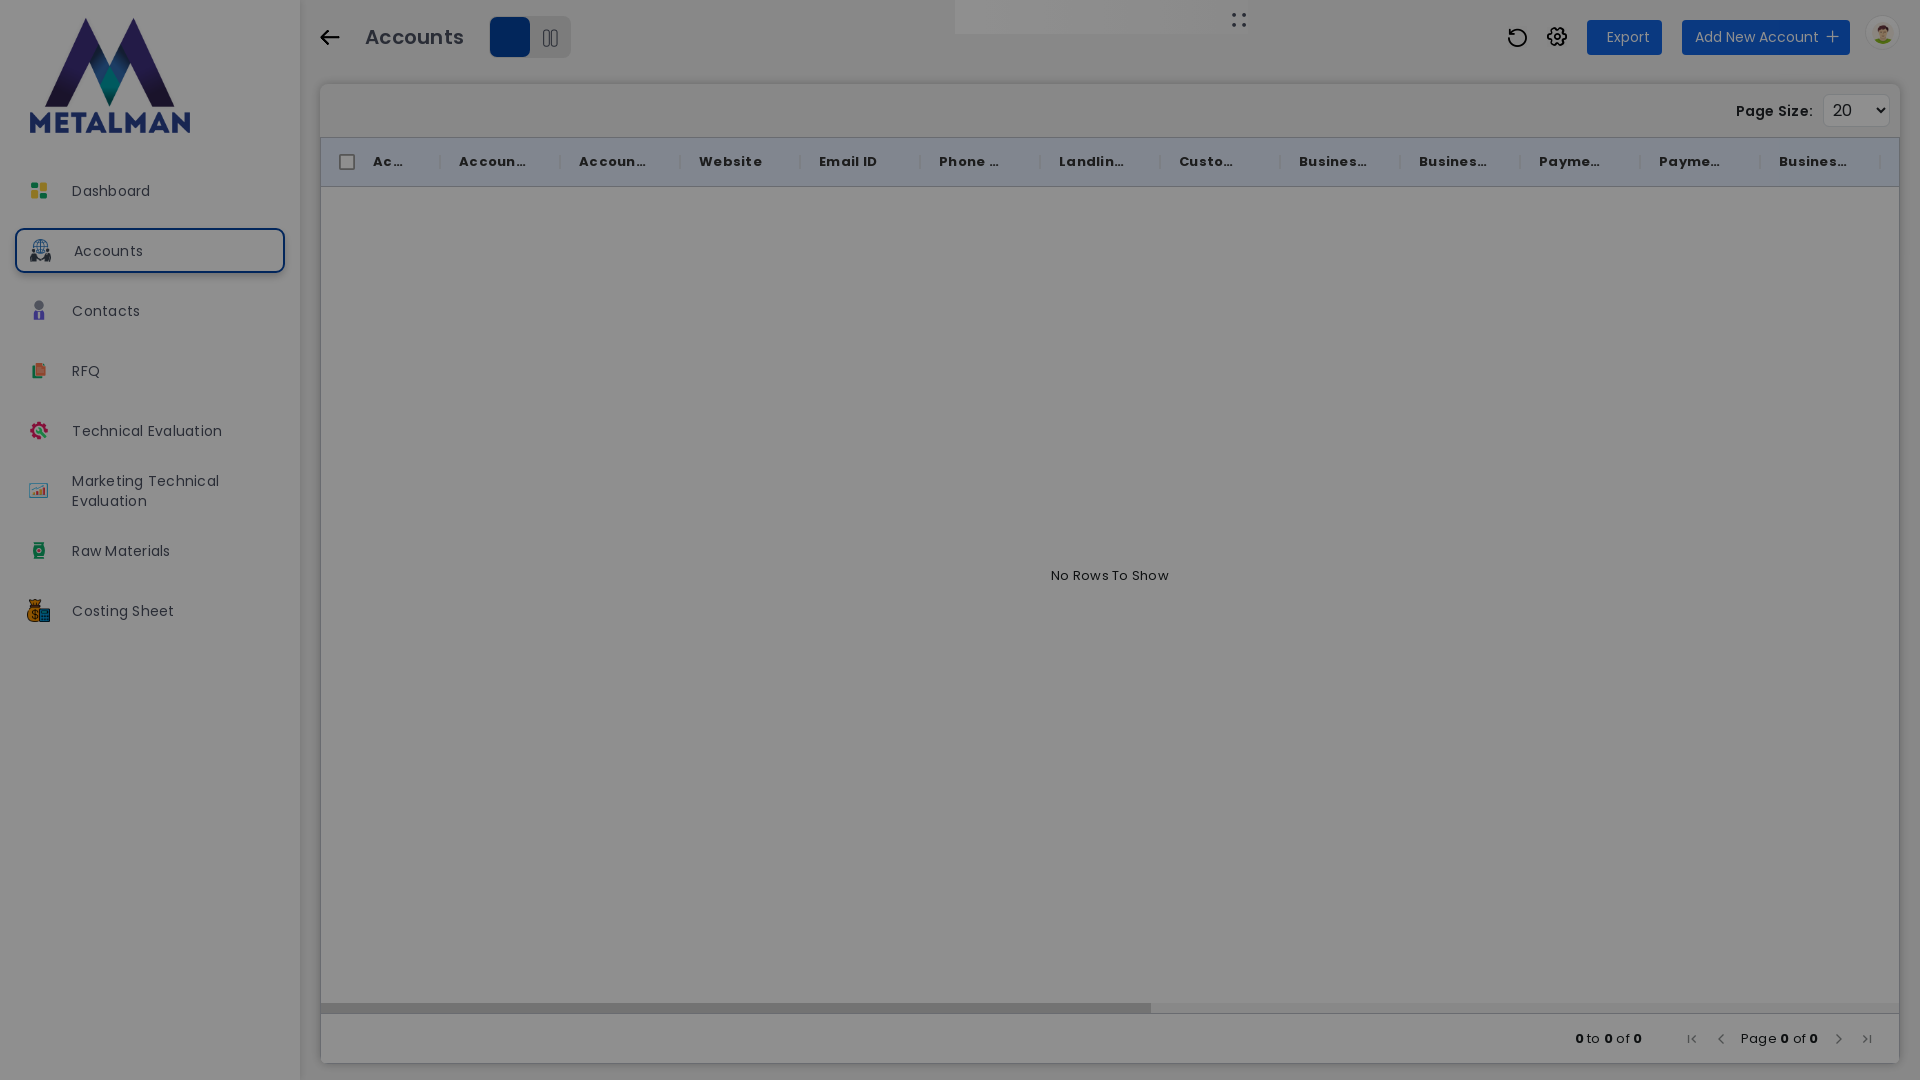 METALMAN
Dashboard
Accounts
Contacts
RFQ
Technical Evaluation
Marketing Technical
Evaluation
Raw Materials
Costing Sheet
Accounts
Export
Add New Account
Page Size:
20
Ac...
Accoun...
Accoun...
Website
Email ID
Phone ...
Landlin...
Custo...
Busines...
Busines...
Payme...
Payme...
Busines...
No Rows To Show
0 to 0 of 0
Page 0 of 0